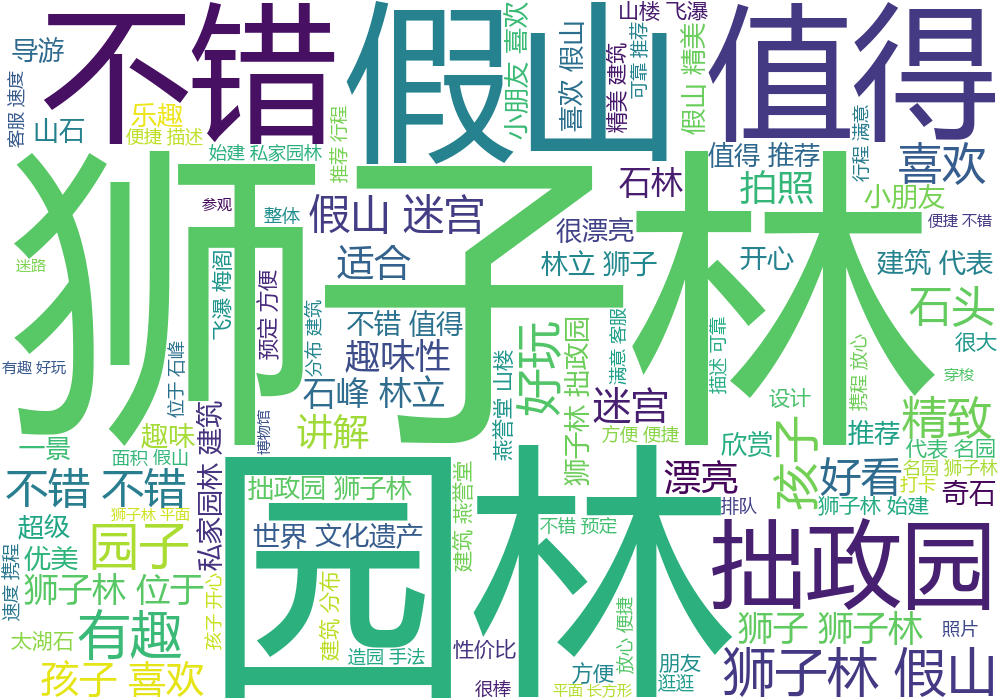 不错
假山
值得
狮子林
园林
拙政园
导游
客服 速度
乐趣
便捷 描述
山石
始建 私家园林
推荐 行程
小朋友 喜欢
喜欢 假山
山楼 飞瀑
精美 建筑
可靠 推荐
假山 精美
行程 满意
值得 推荐
喜欢
石林
拍照
小朋友
便捷 不错
参观
整体
假山 迷宫
很漂亮
迷路
飞瀑 梅阁
预定 方便
适合
林立 狮子
开心
建筑 代表
分布 建筑
不错 值得
满意 客服
石头
有趣 好玩
位于 石峰
趣味性
好玩
狮子林 拙政园
描述 可靠
携程 放心
很大
石峰 林立
燕誉堂 山楼
迷宫
设计
穿梭
私家园林 建筑
博物馆
讲解
方便 便捷
精致
一景
趣味
面积 假山
欣赏
孩子
推荐
代表 名园
不错 不错
拙政园 狮子林
建筑 燕誉堂
漂亮
好看
名园 狮子林
打卡
奇石
狮子林 平面
排队
狮子林 始建
超级
园子
世界 文化遗产
不错 预定
速度 携程
优美
狮子林 位于
孩子 开心
建筑 分布
放心 便捷
太湖石
有趣
造园 手法
性价比
狮子 狮子林
照片
孩子 喜欢
很棒
方便
平面 长方形
朋友
逛逛
狮子林 假山